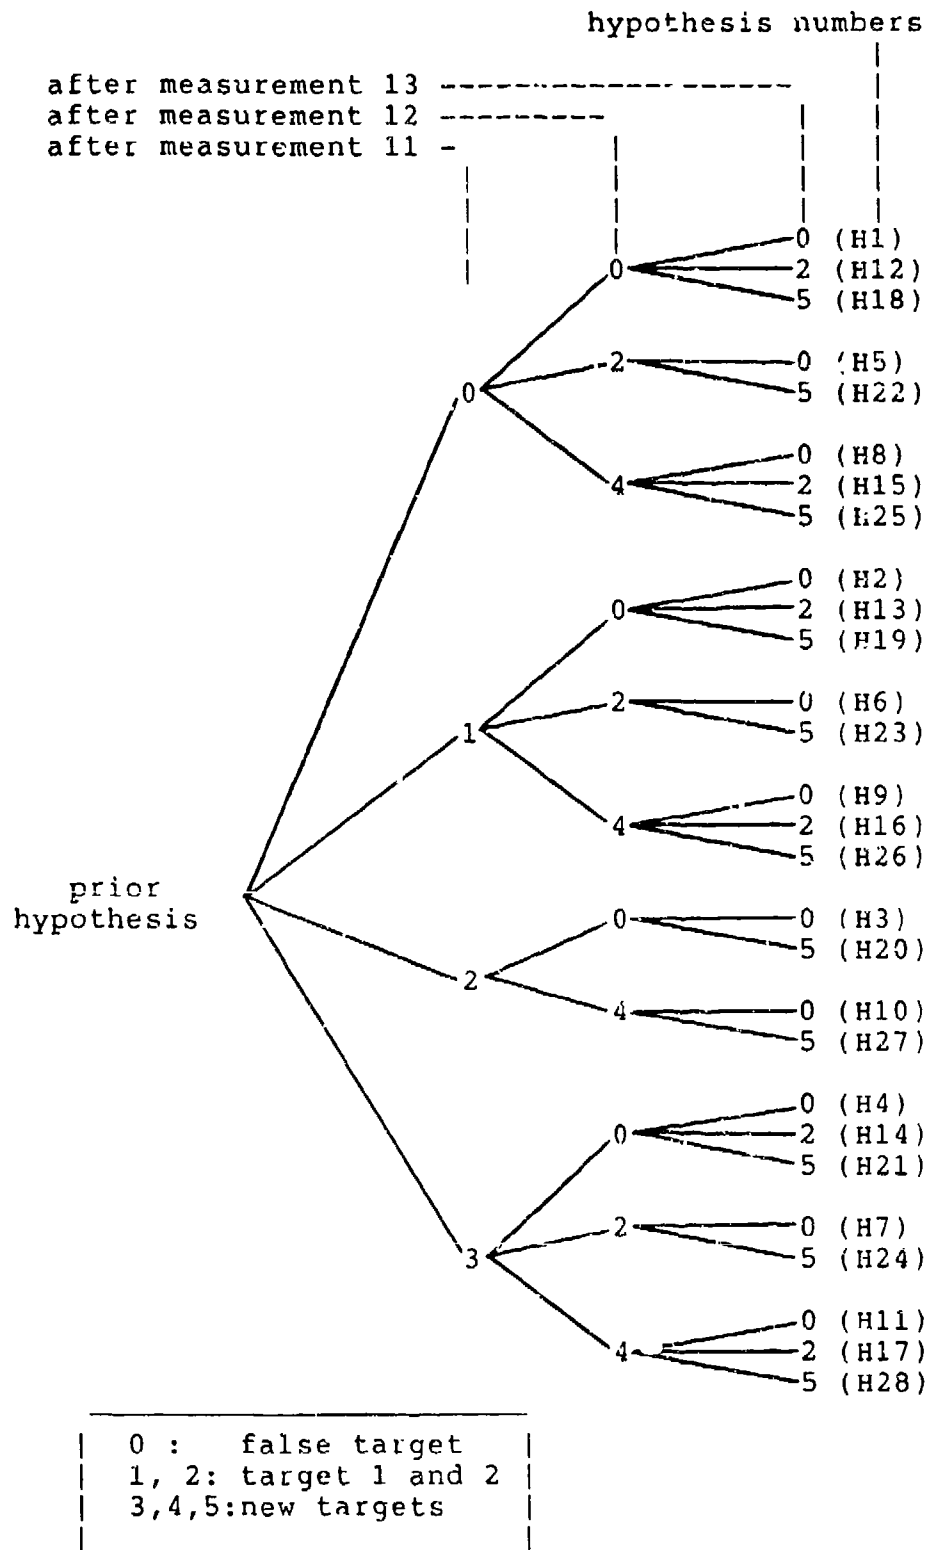 hypothesis numbers
after measurement 13
after measurement 12
after measurement 11
0 (H1)
0 2 (H12)
5 (H18)
2 0 (H5)
0 5 (H22)
0 (H8)
4 2 (H15)
5 (H25)
0 (H2)
0 2 (H13)
5 (H19)
2 0 (H6)
1 5 (H23)
0 (H9)
4 2 (H16)
5 (H26)
prior
hypothesis
0 0 (H3)
5 (H20)
2
4 0 (H10)
5 (H27)
0 (H4)
0 2 (H14)
5 (H21)
2 0 (H7)
3 5 (H24)
0 (H11)
4 2 (H17)
5 (H28)
0 : false target
1, 2: target 1 and 2
3,4,5:new targets